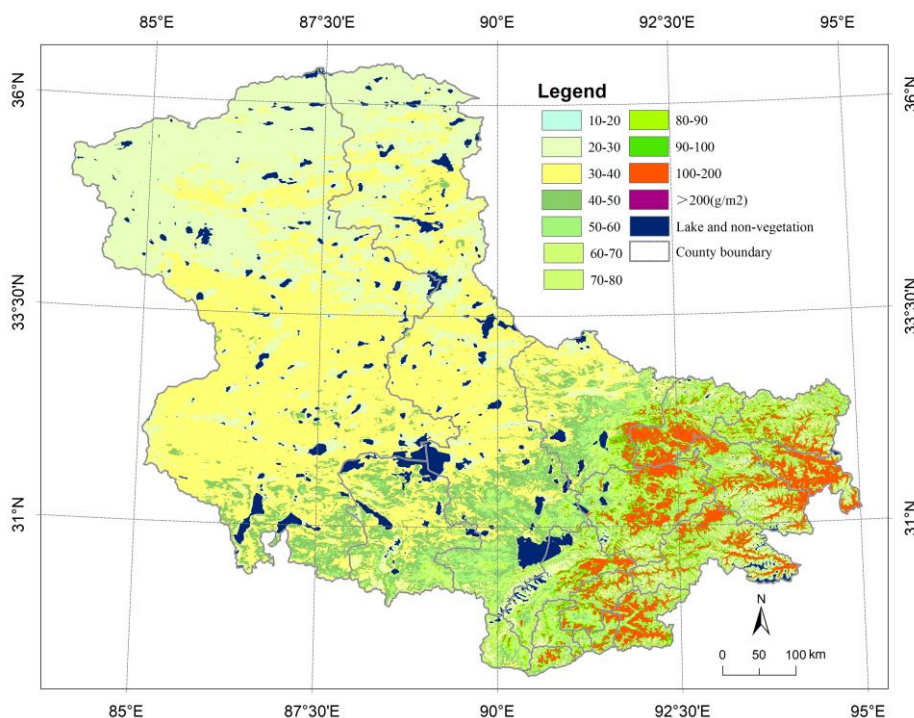 85°E 87°30'E 90°E 92°30'E 95°E
36°N 36°N
Legend
10-20 80-90
20-30 90-100
30-40 100-200
40-50 >200(g/m2)
50-60 Lake and non-vegetation
60-70 County boundary
70-80
33°30'N 33°30'N
31°N 31°N
N
0 50 100 km
85°E 87°30'E 90°E 92°30'E 95°E